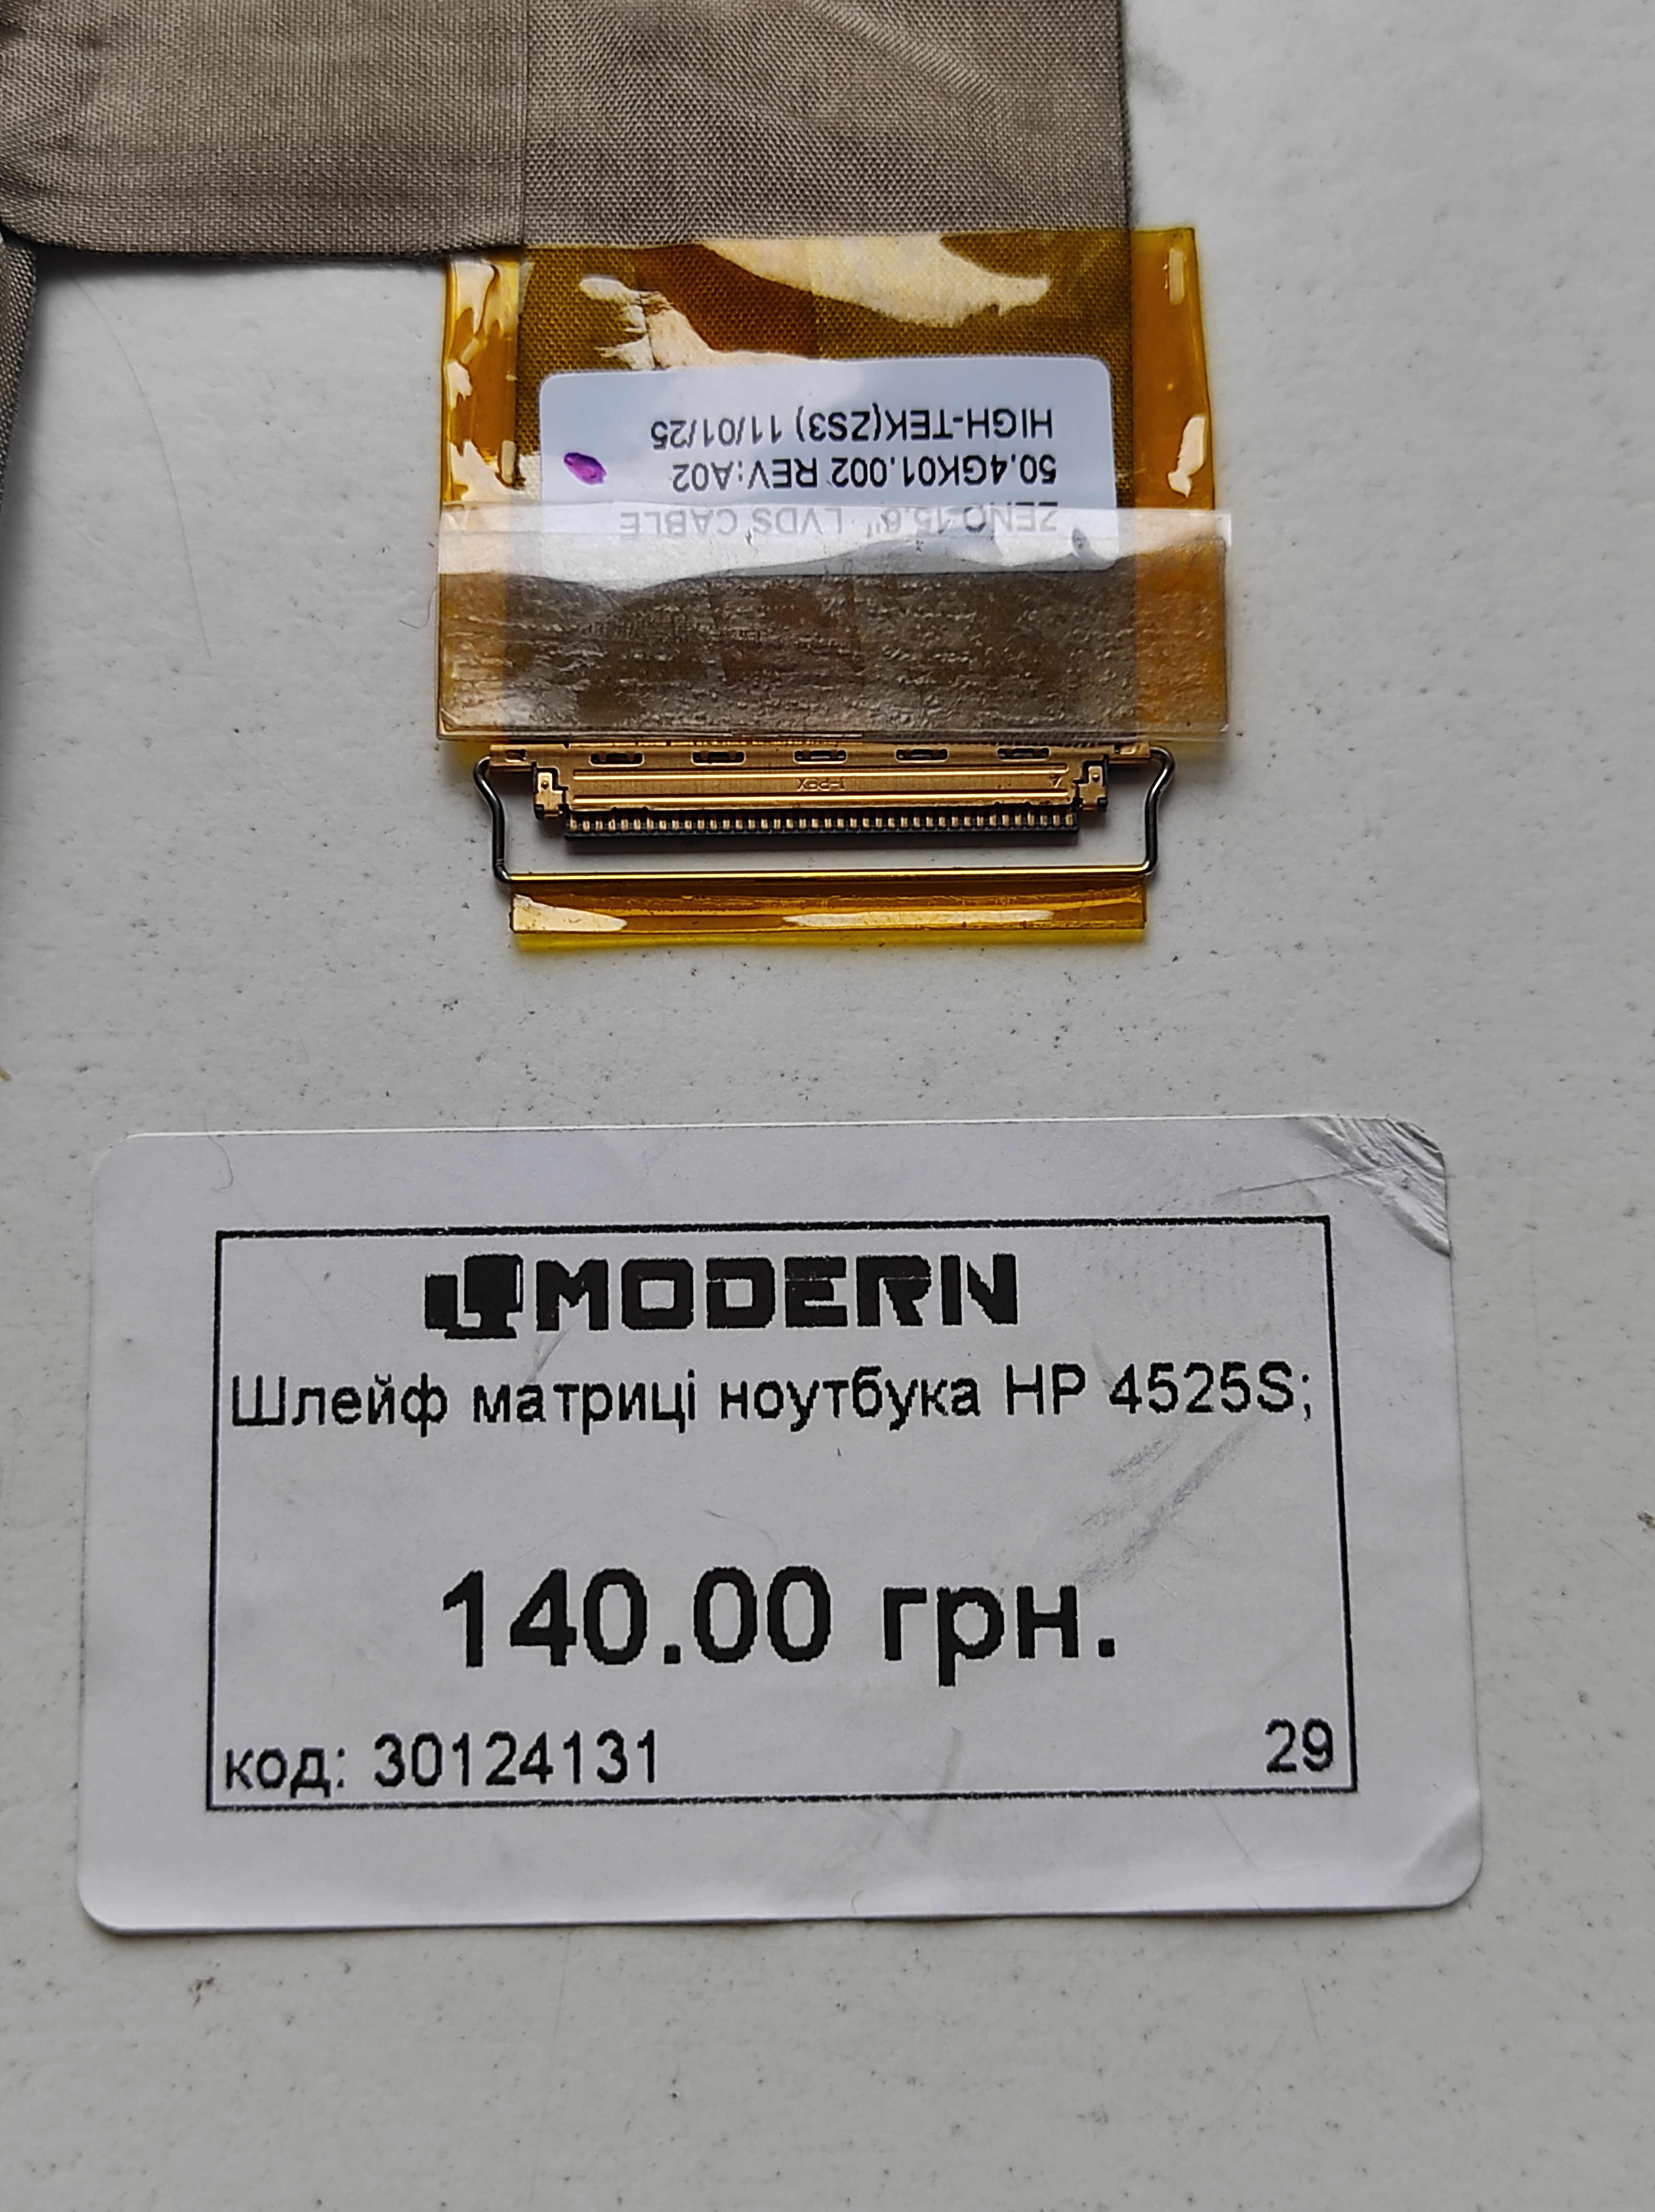 ZENO 15.6" LVDS CABLE
50.4GK01.002 REV:A02
HIGH-TEK(ZS3) 11/01/25
MODERN
Шлейф матриці ноутбука HP 4525S;
140.00 грн.
код: 30124131
29